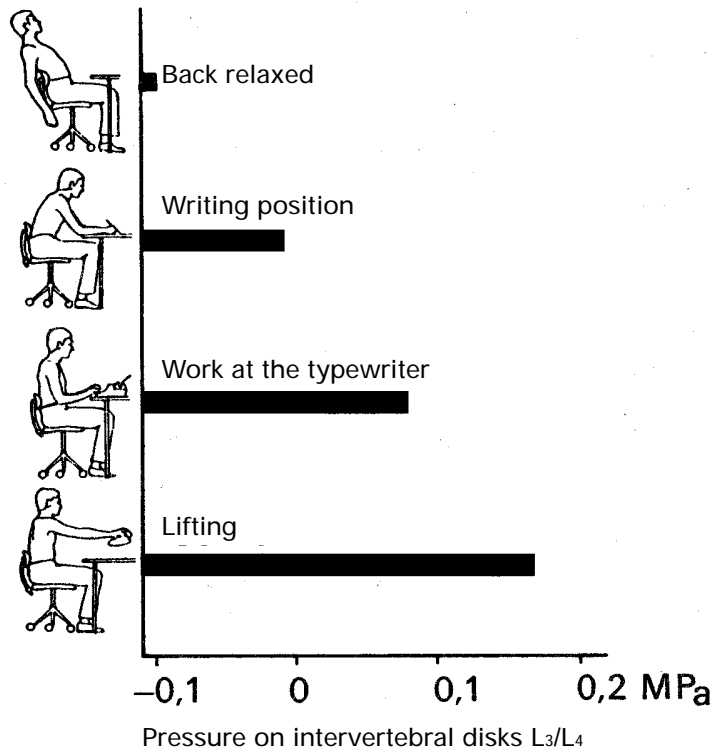 Back relaxed
Writing position
Work at the typewriter
Lifting
−0,1 0 0,1 0,2 MPa
Pressure on intervertebral disks L₃/L₄